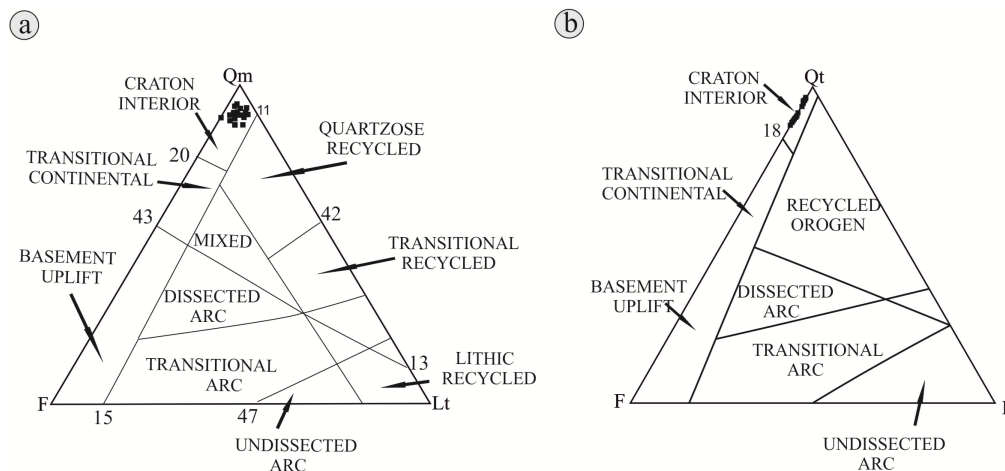 a
Qm
CRATON
INTERIOR
11
QUARTZOSE
RECYCLED
20
TRANSITIONAL
CONTINENTAL
43
42
MIXED
TRANSITIONAL
RECYCLED
BASEMENT
UPLIFT
DISSECTED
ARC
TRANSITIONAL
ARC
13
LITHIC
RECYCLED
F
Lt
15
47
UNDISSECTED
ARC
b
Qt
CRATON
INTERIOR
18
TRANSITIONAL
CONTINENTAL
RECYCLED
OROGEN
BASEMENT
UPLIFT
DISSECTED
ARC
TRANSITIONAL
ARC
F
UNDISSECTED
ARC